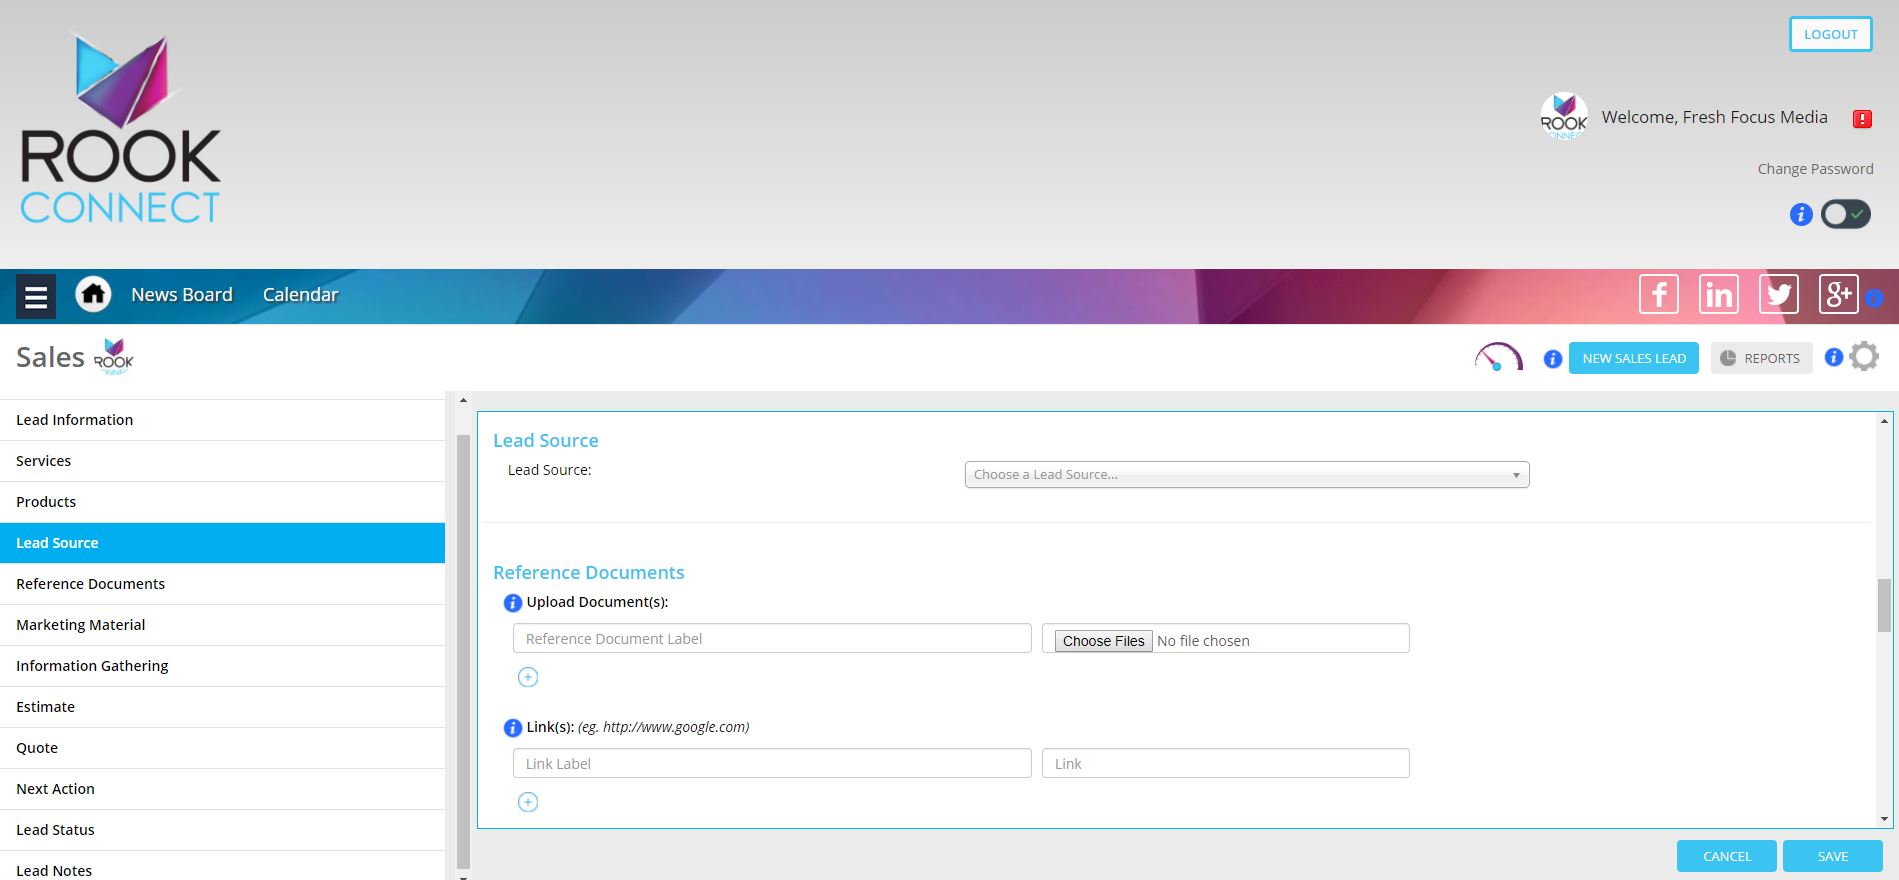 LOGOUT
ROOK
CONNECT
ROOK
CONNECT
Welcome, Fresh Focus Media
Change Password
News Board
Calendar
Sales
ROOK
NEW SALES LEAD
REPORTS
Lead Information
Services
Products
Lead Source
Reference Documents
Marketing Material
Information Gathering
Estimate
Quote
Next Action
Lead Status
Lead Notes
Lead Source
Lead Source:
Choose a Lead Source...
Reference Documents
Upload Document(s):
Reference Document Label
Choose Files No file chosen
Link(s): (eg. http://www.google.com)
Link Label
Link
CANCEL
SAVE